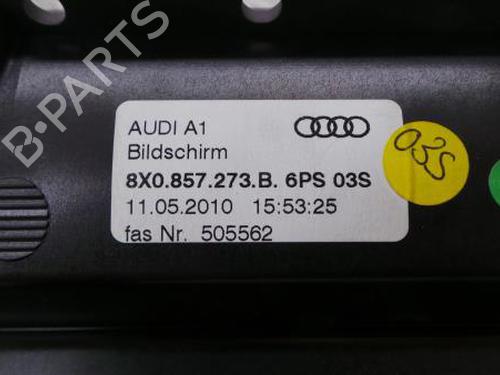 AUDI A1
Bildschirm
8X0.857.273.B. 6PS 03S
11.05.2010 15:53:25
fas Nr. 505562
03S
B-PARTS